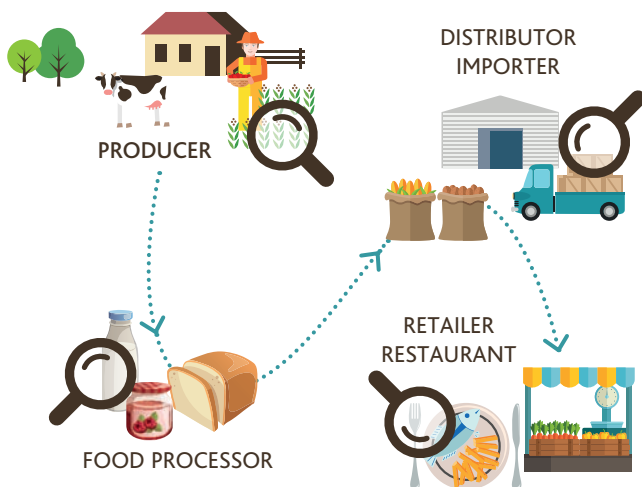 PRODUCER
DISTRIBUTOR
IMPORTER
FOOD PROCESSOR
RETAILER
RESTAURANT